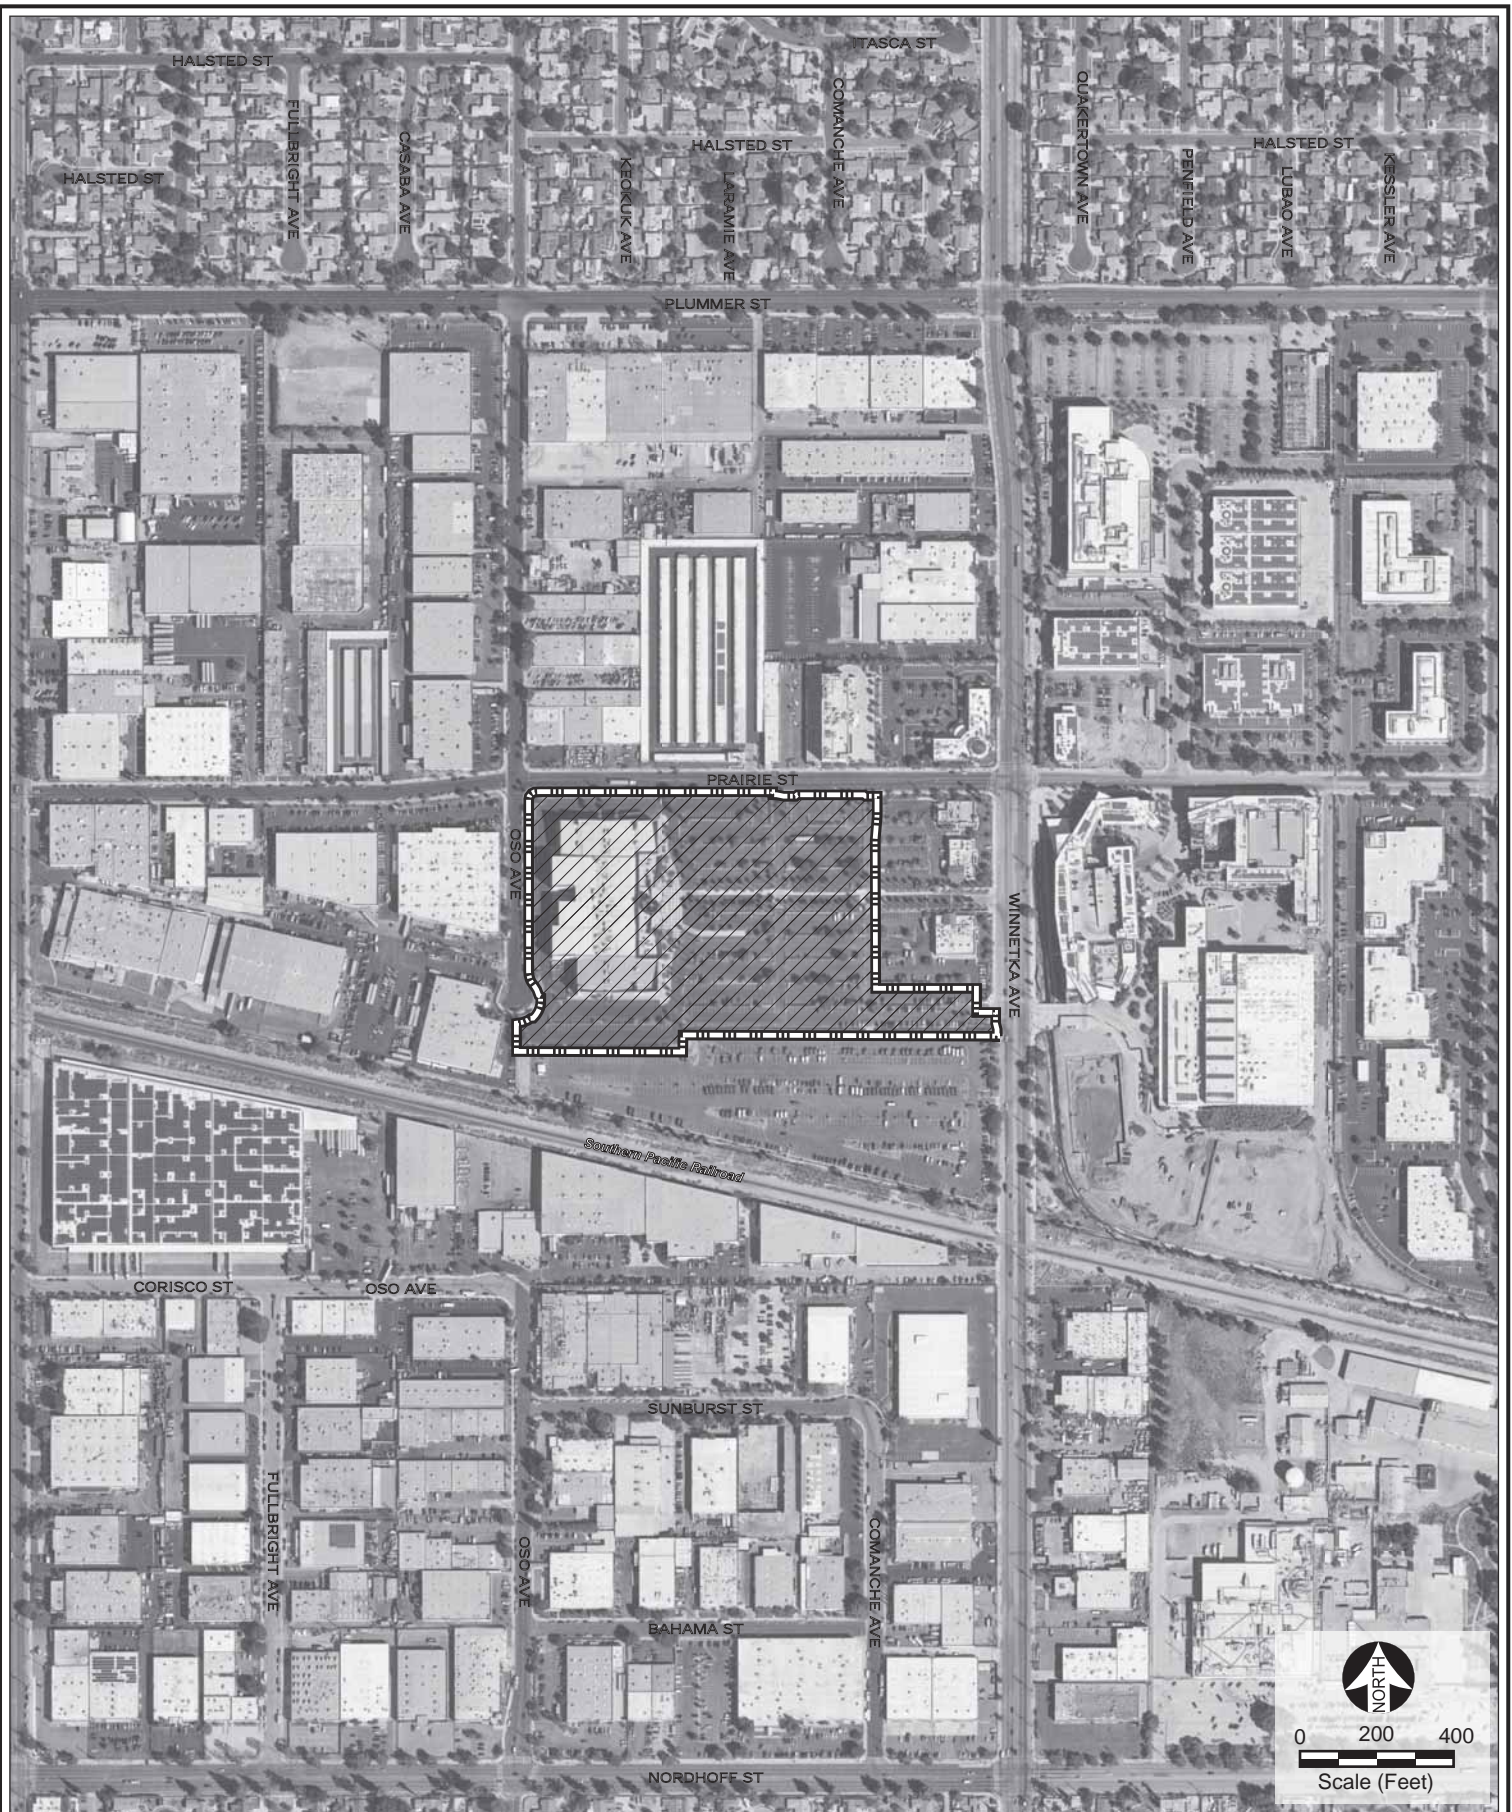 ITASCA ST
HALSTED ST
COMANCHE AVE
QUAKERTOWN AVE
FULLBRIGHT AVE
CASABA AVE
HALSTED ST
HALSTED ST
HALSTED ST
KEOKUK AVE
LARAMIE AVE
PENFIELD AVE
LUBAO AVE
KESSLER AVE
PLUMMER ST
PRAIRIE ST
OSO AVE
WINNETKA AVE
Southern Pacific Railroad
CORISCO ST
OSO AVE
SUNBURST ST
FULLBRIGHT AVE
OSO AVE
COMANCHE AVE
BAHAMA ST
NORDHOFF ST
NORTH
0 200 400
Scale (Feet)